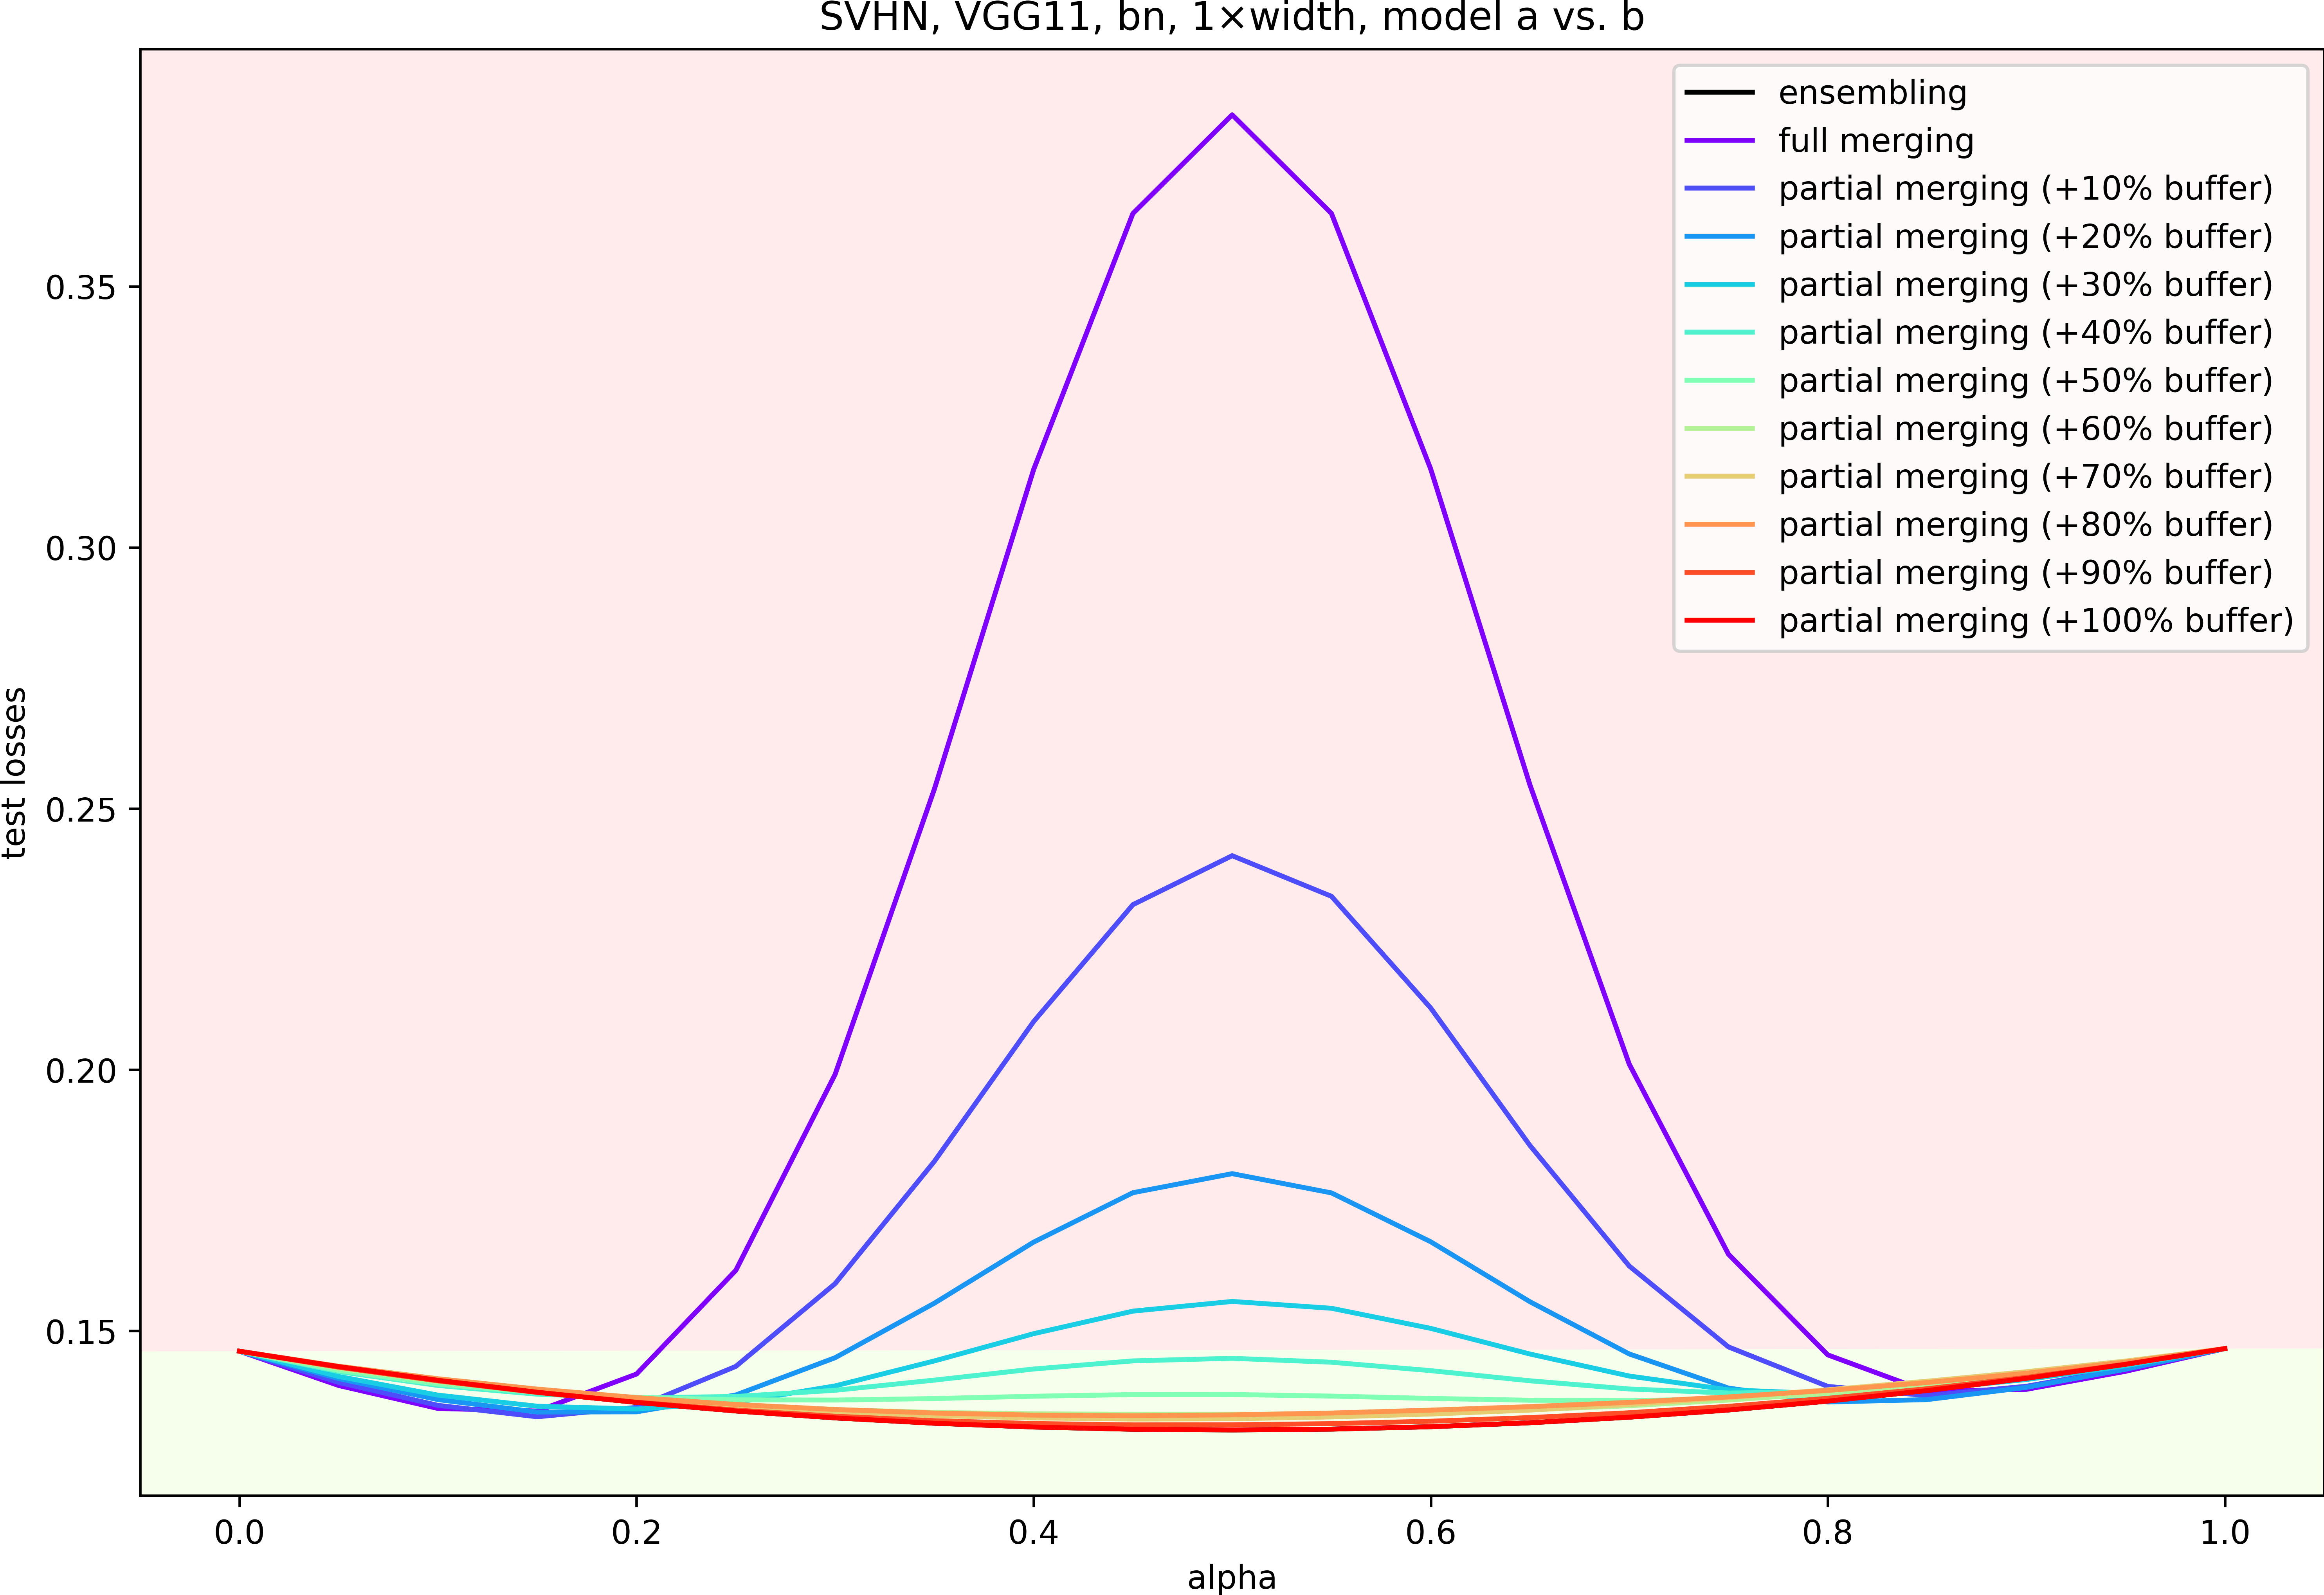 SVHN, VGG11, bn, 1×width, model a vs. b
ensembling
full merging
partial merging (+10% buffer)
partial merging (+20% buffer)
partial merging (+30% buffer)
partial merging (+40% buffer)
partial merging (+50% buffer)
partial merging (+60% buffer)
partial merging (+70% buffer)
partial merging (+80% buffer)
partial merging (+90% buffer)
partial merging (+100% buffer)
test losses
0.35
0.30
0.25
0.20
0.15
0.0 0.2 0.4 0.6 0.8 1.0
alpha